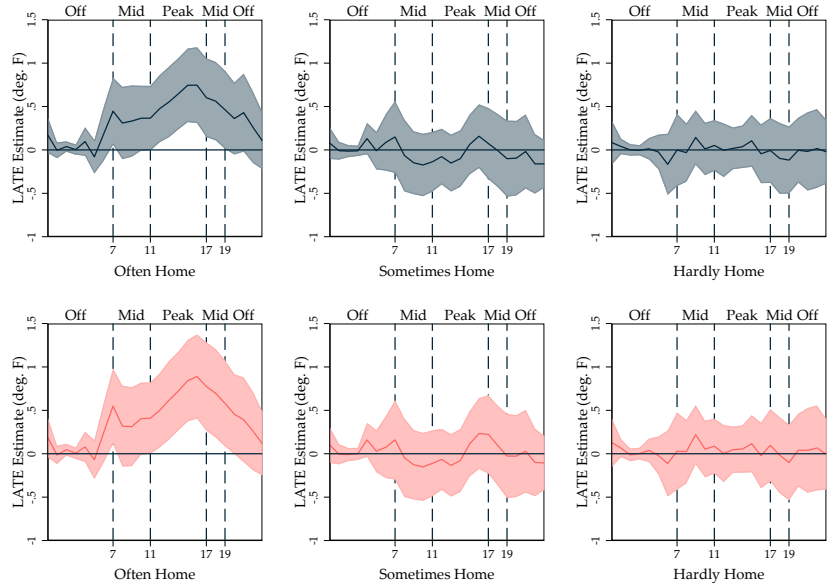 Off Mid Peak Mid Off
LATE Estimate (deg. F)
1.5
1
.5
0
-.5
-1
7 11 17 19
Often Home
Off Mid Peak Mid Off
LATE Estimate (deg. F)
1.5
1
.5
0
-.5
-1
7 11 17 19
Sometimes Home
Off Mid Peak Mid Off
LATE Estimate (deg. F)
1.5
1
.5
0
-.5
-1
7 11 17 19
Hardly Home
Off Mid Peak Mid Off
LATE Estimate (deg. F)
1.5
1
.5
0
-.5
-1
7 11 17 19
Often Home
Off Mid Peak Mid Off
LATE Estimate (deg. F)
1.5
1
.5
0
-.5
-1
7 11 17 19
Sometimes Home
Off Mid Peak Mid Off
LATE Estimate (deg. F)
1.5
1
.5
0
-.5
-1
7 11 17 19
Hardly Home